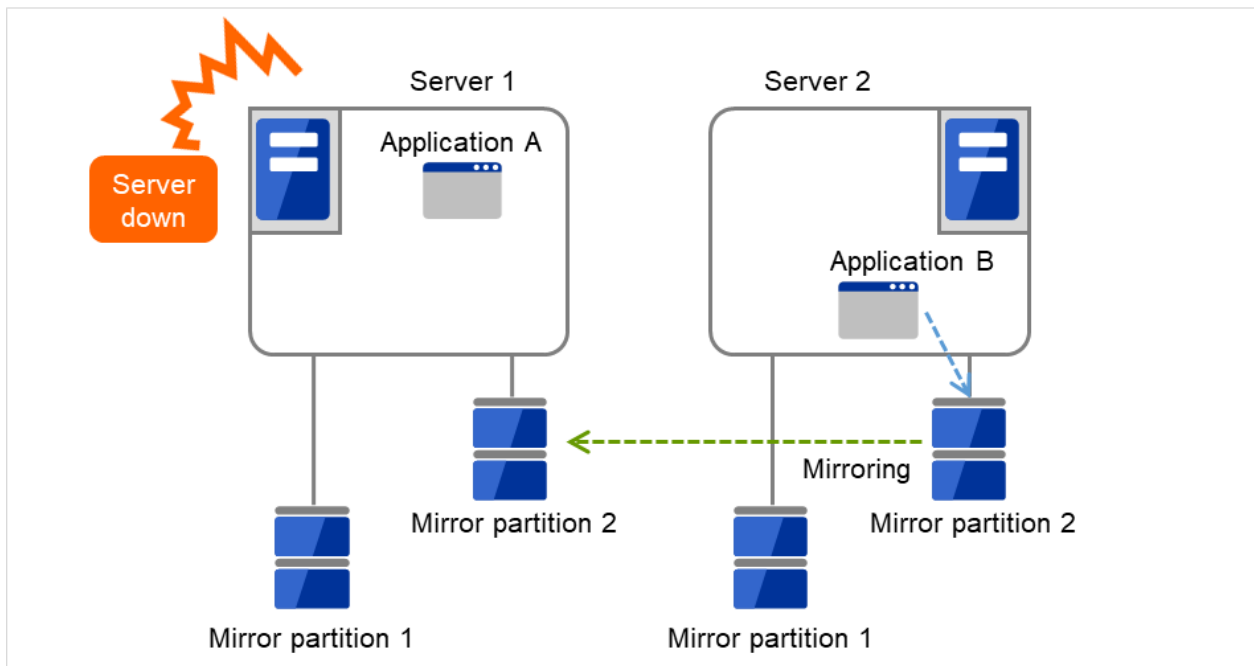 Server 1
Server 2
Application A
Server
down
Application B
Mirroring
Mirror partition 2
Mirror partition 2
Mirror partition 1
Mirror partition 1